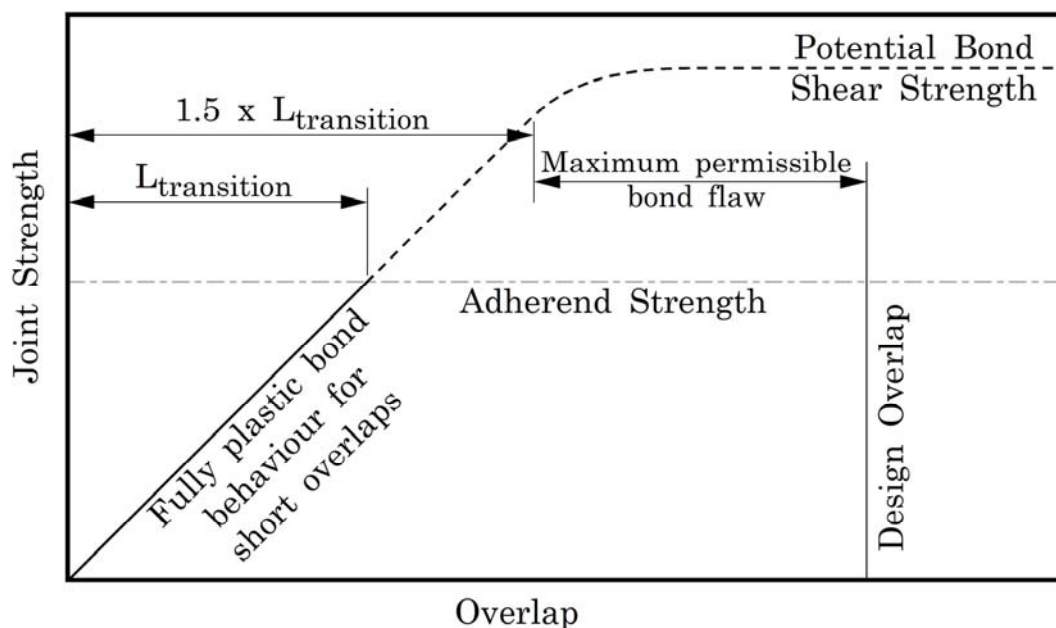 Potential Bond
Shear Strength
1.5 x Ltransition
Maximum permissible
bond flaw
Ltransition
Adherend Strength
Joint Strength
Fully plastic bond
behaviour for
short overlaps
Design Overlap
Overlap